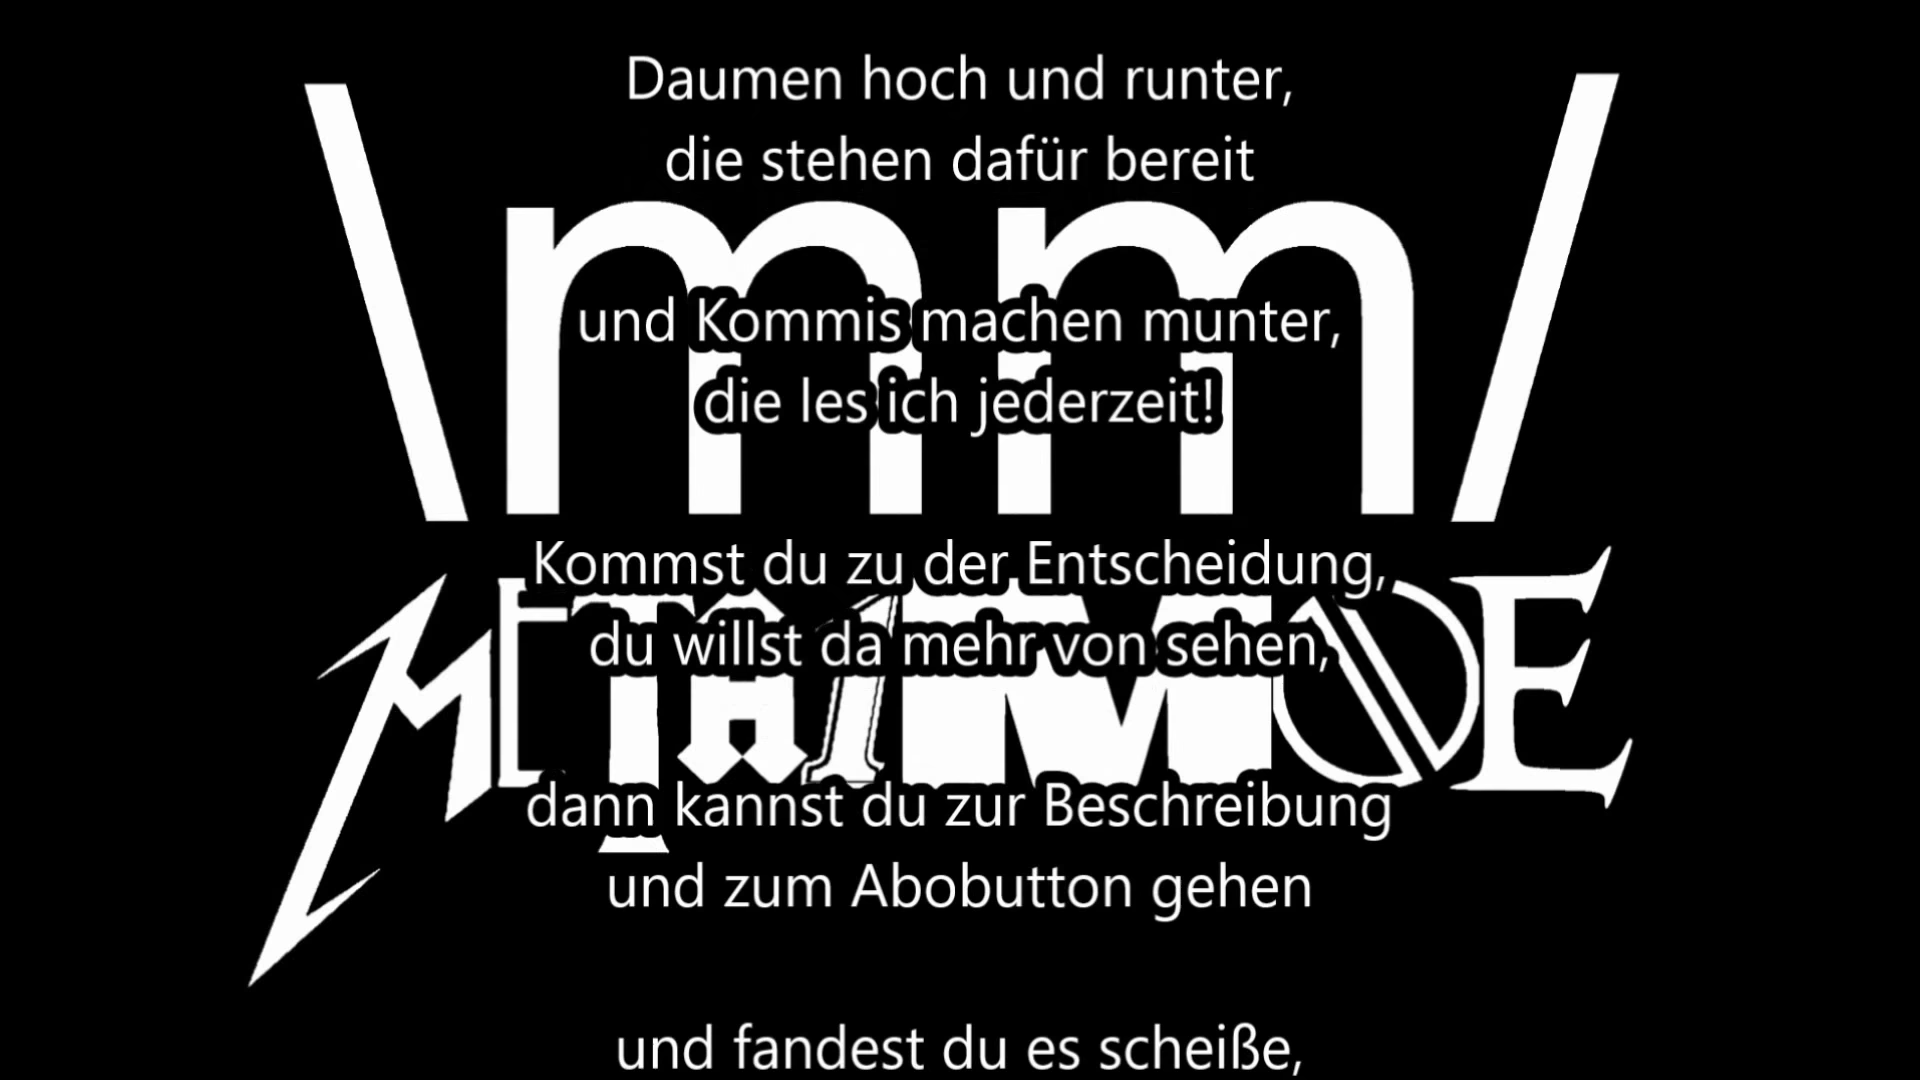 Daumen hoch und runter,
die stehen dafür bereit
\mm/
und Kommis machen munter,
die les ich jederzeit!
Kommst du zu der Entscheidung,
du willst da mehr von sehen,
METALMODE
dann kannst du zur Beschreibung
und zum Abobutton gehen
und fandest du es scheiße,